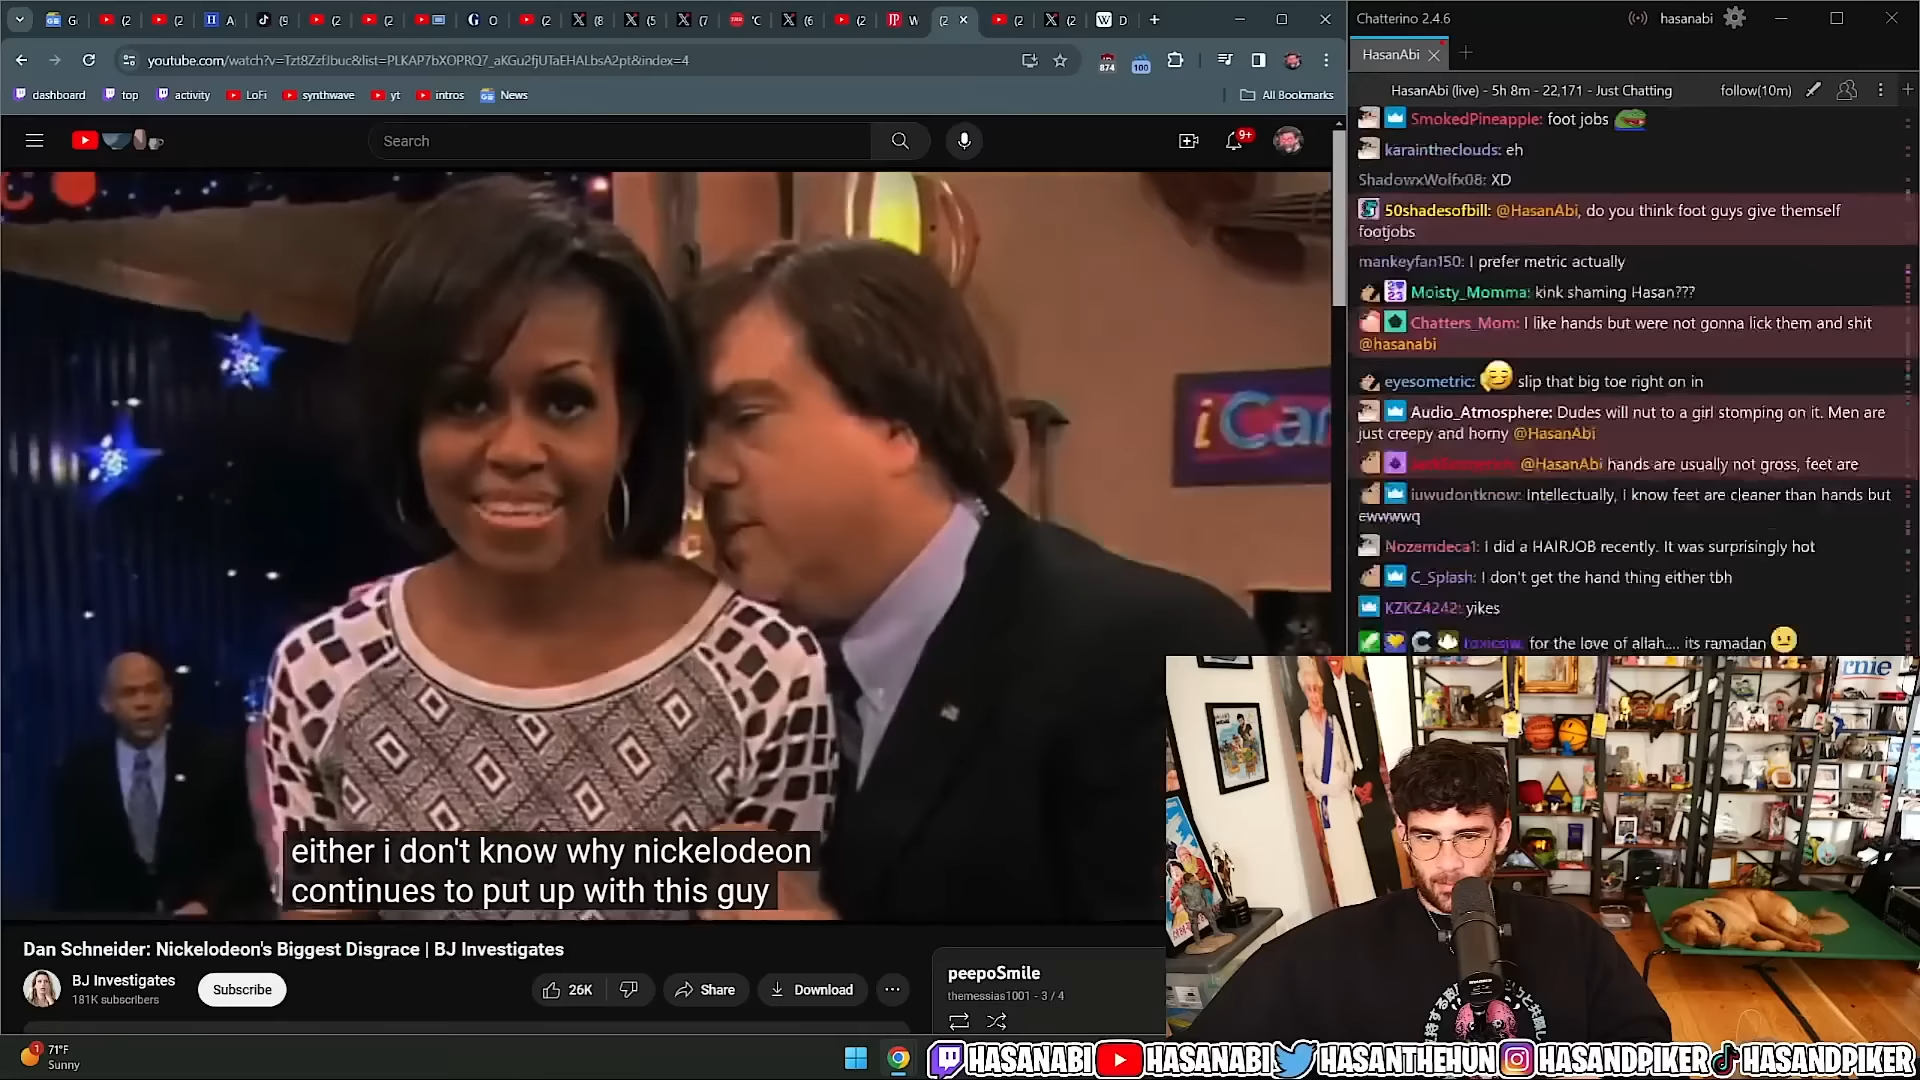 Chatterino 2.4.6
hasanabi
youtube.com/watch?v=Tzt8ZzfJbuc&list=PLKAP7bXOPRQ7_aKGu2fjUTaEHALbsA2pt&index=4
874
100
HasanAbi
dashboard
top
activity
LoFi
synthwave
yt
intros
News
All Bookmarks
HasanAbi (live) - 5h 8m - 22,171 - Just Chatting
follow(10m)
Search
9+
SmokedPineapple: foot jobs
karaintheclouds: eh
ShadowxWolfx08: XD
50shadesofbill: @HasanAbi, do you think foot guys give themself
footjobs
mankeyfan150: I prefer metric actually
Moisty_Momma: kink shaming Hasan???
Chatters_Mom: I like hands but were not gonna lick them and shit
@hasanabi
eyesometric: slip that big toe right on in
Audio_Atmosphere: Dudes will nut to a girl stomping on it. Men are
just creepy and horny @HasanAbi
@HasanAbi hands are usually not gross, feet are
iuwudontknow: Intellectually, i know feet are cleaner than hands but
ewwwwq
Nozemdeca1: I did a HAIRJOB recently. It was surprisingly hot
C_Splash: I don't get the hand thing either tbh
KZKZ4242: yikes
for the love of allah.... its ramadan
iCar
rnie
either i don't know why nickelodeon
continues to put up with this guy
Dan Schneider: Nickelodeon's Biggest Disgrace | BJ Investigates
BJ Investigates
181K subscribers
Subscribe
26K
Share
Download
peepoSmile
themessias1001 - 3 / 4
1
71°F
Sunny
HASANABI
HASANABI
HASANTHEHUN
HASANDPIKER
HASANDPIKER